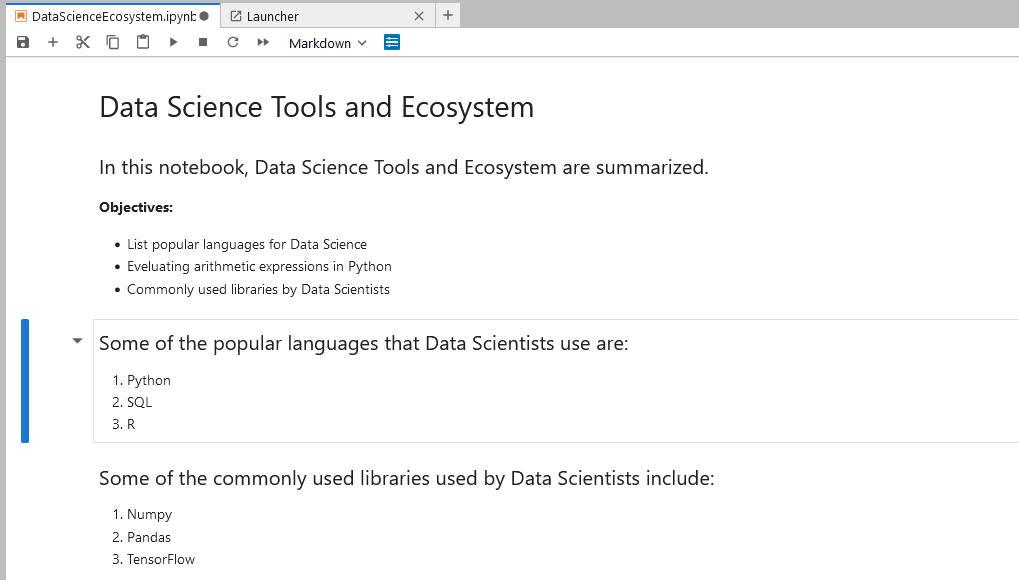 DataScienceEcosystem.ipynb
Launcher
Markdown
Data Science Tools and Ecosystem
In this notebook, Data Science Tools and Ecosystem are summarized.
Objectives:
• List popular languages for Data Science
• Eveluating arithmetic expressions in Python
• Commonly used libraries by Data Scientists
Some of the popular languages that Data Scientists use are:
1. Python
2. SQL
3. R
Some of the commonly used libraries used by Data Scientists include:
1. Numpy
2. Pandas
3. TensorFlow